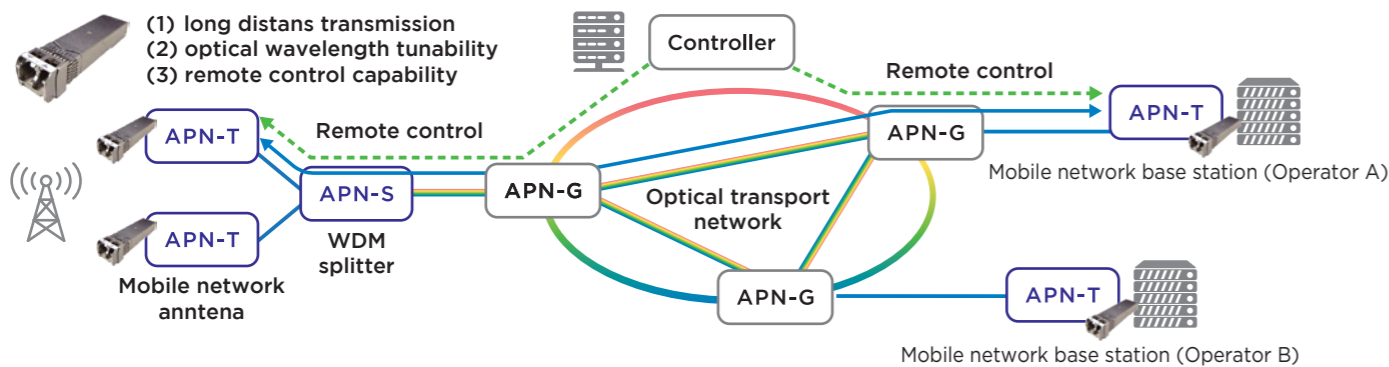 (1) long distans transmission
(2) optical wavelength tunability
(3) remote control capability
Controller
Remote control
APN-T
APN-G
Mobile network base station (Operator A)
APN-T
Remote control
APN-S
APN-G
Optical transport
network
APN-T
WDM
splitter
Mobile network
anntena
APN-G
APN-T
Mobile network base station (Operator B)